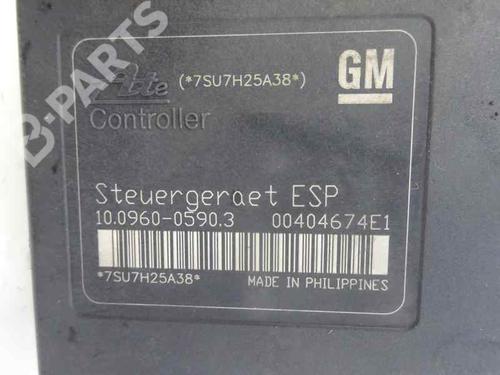 B-PARTS
Ate (*7SU7H25A38*) GM
Controller
Steuergeraet ESP
10.0960-0590.3 00404674E1
*7SU7H25A38* MADE IN PHILIPPINES